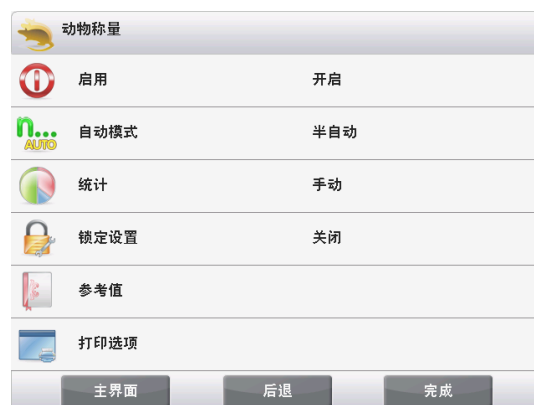 动物称量
启用 开启
n... AUTO 自动模式 半自动
统计 手动
锁定设置 关闭
参考值
打印选项
主界面 后退 完成